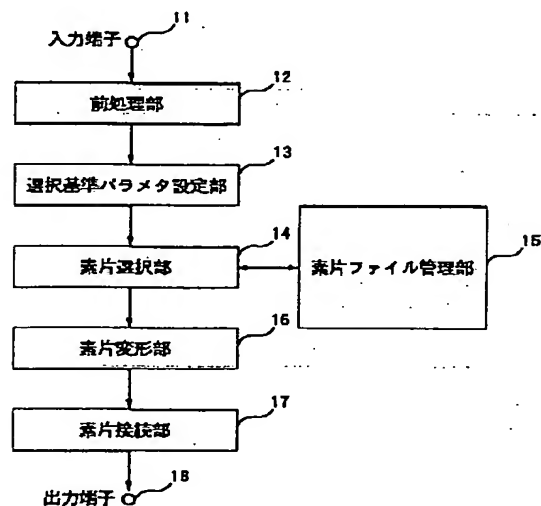 入力端子
11
12
前処理部
13
選択基準パラメタ設定部
14
素片選択部
15
素片ファイル管理部
16
素片変形部
17
素片接続部
出力端子
18